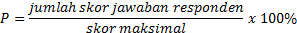 P = jumlah skor jawaban responden / skor maksimal x 100%